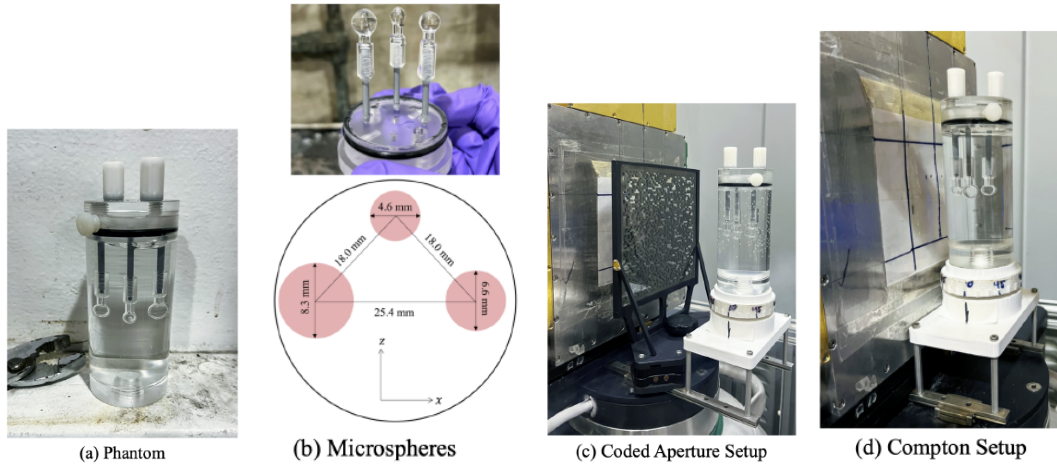 4.6 mm
18.0 mm
18.0 mm
8.3 mm
6.6 mm
25.4 mm
z
x
(a) Phantom
(b) Microspheres
(c) Coded Aperture Setup
(d) Compton Setup